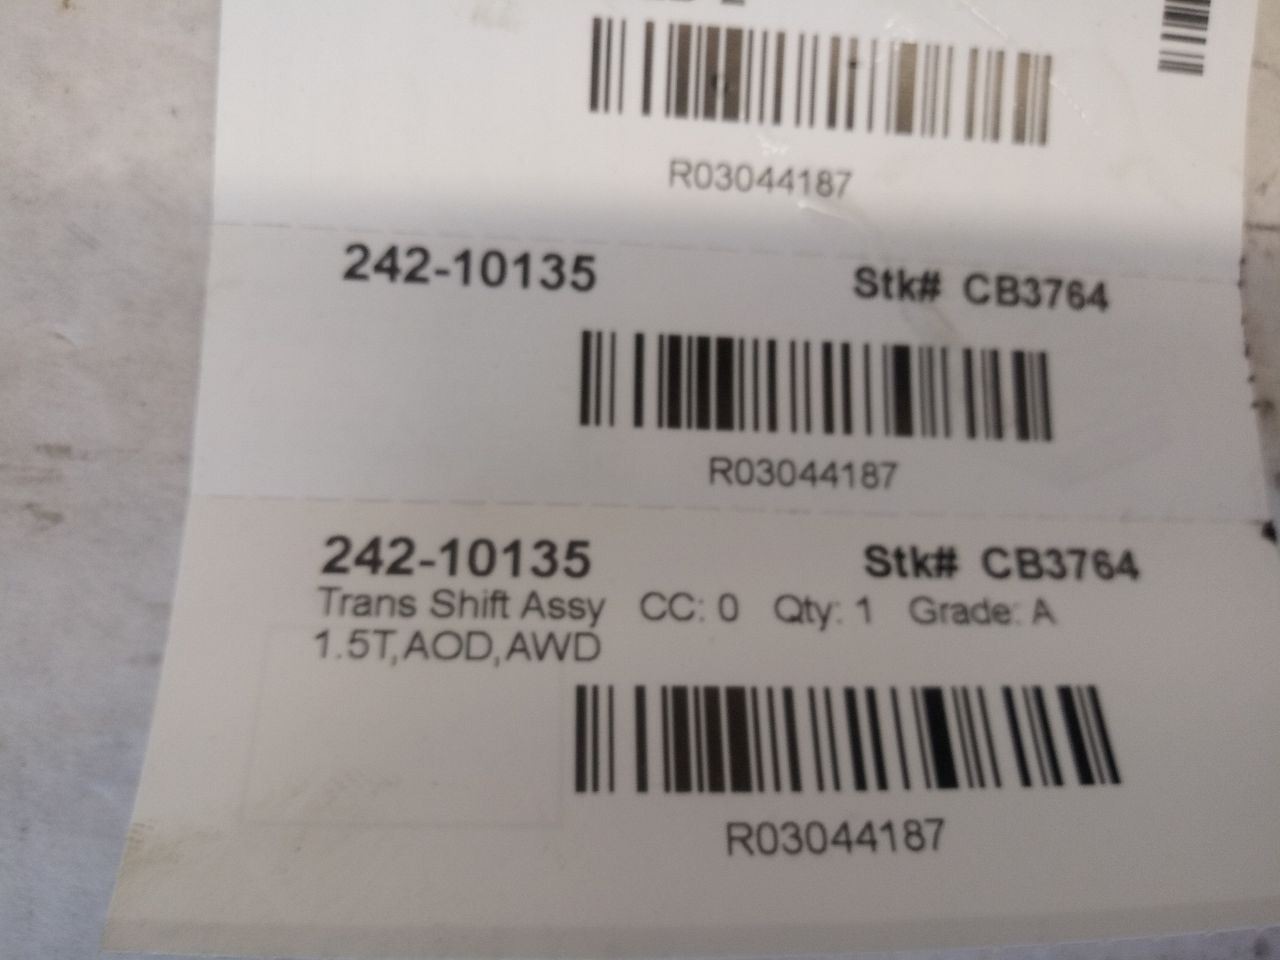 R03044187
242-10135 Stk# CB3764
R03044187
242-10135 Stk# CB3764
Trans Shift Assy CC: 0 Qty: 1 Grade: A
1.5T,AOD,AWD
R03044187